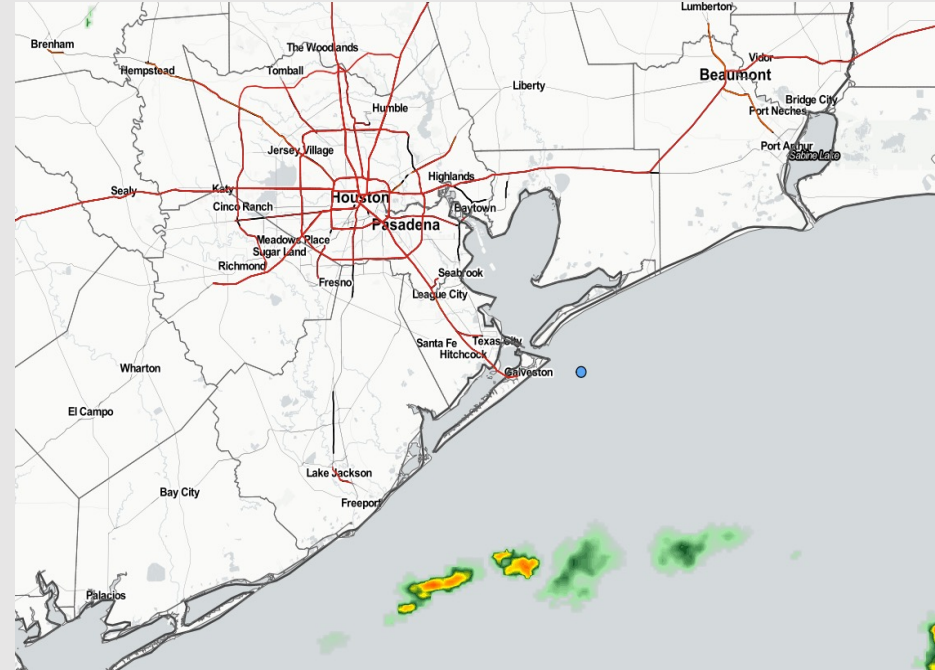 Lumberton
Brenham
The Woodlands
Vidor
Hempstead
Tomball
Beaumont
Liberty
Bridge City
Humble
Port Neches
Jersey Village
Port Arthur
Sabine Lake
Highlands
Sealy
Katy
Houston
Cinco Ranch
Baytown
Pasadena
Meadows Place
Sugar Land
Richmond
Seabrook
Fresno
League City
Santa Fe
Texas City
Hitchcock
Galveston
Wharton
El Campo
Lake Jackson
Bay City
Freeport
Palacios